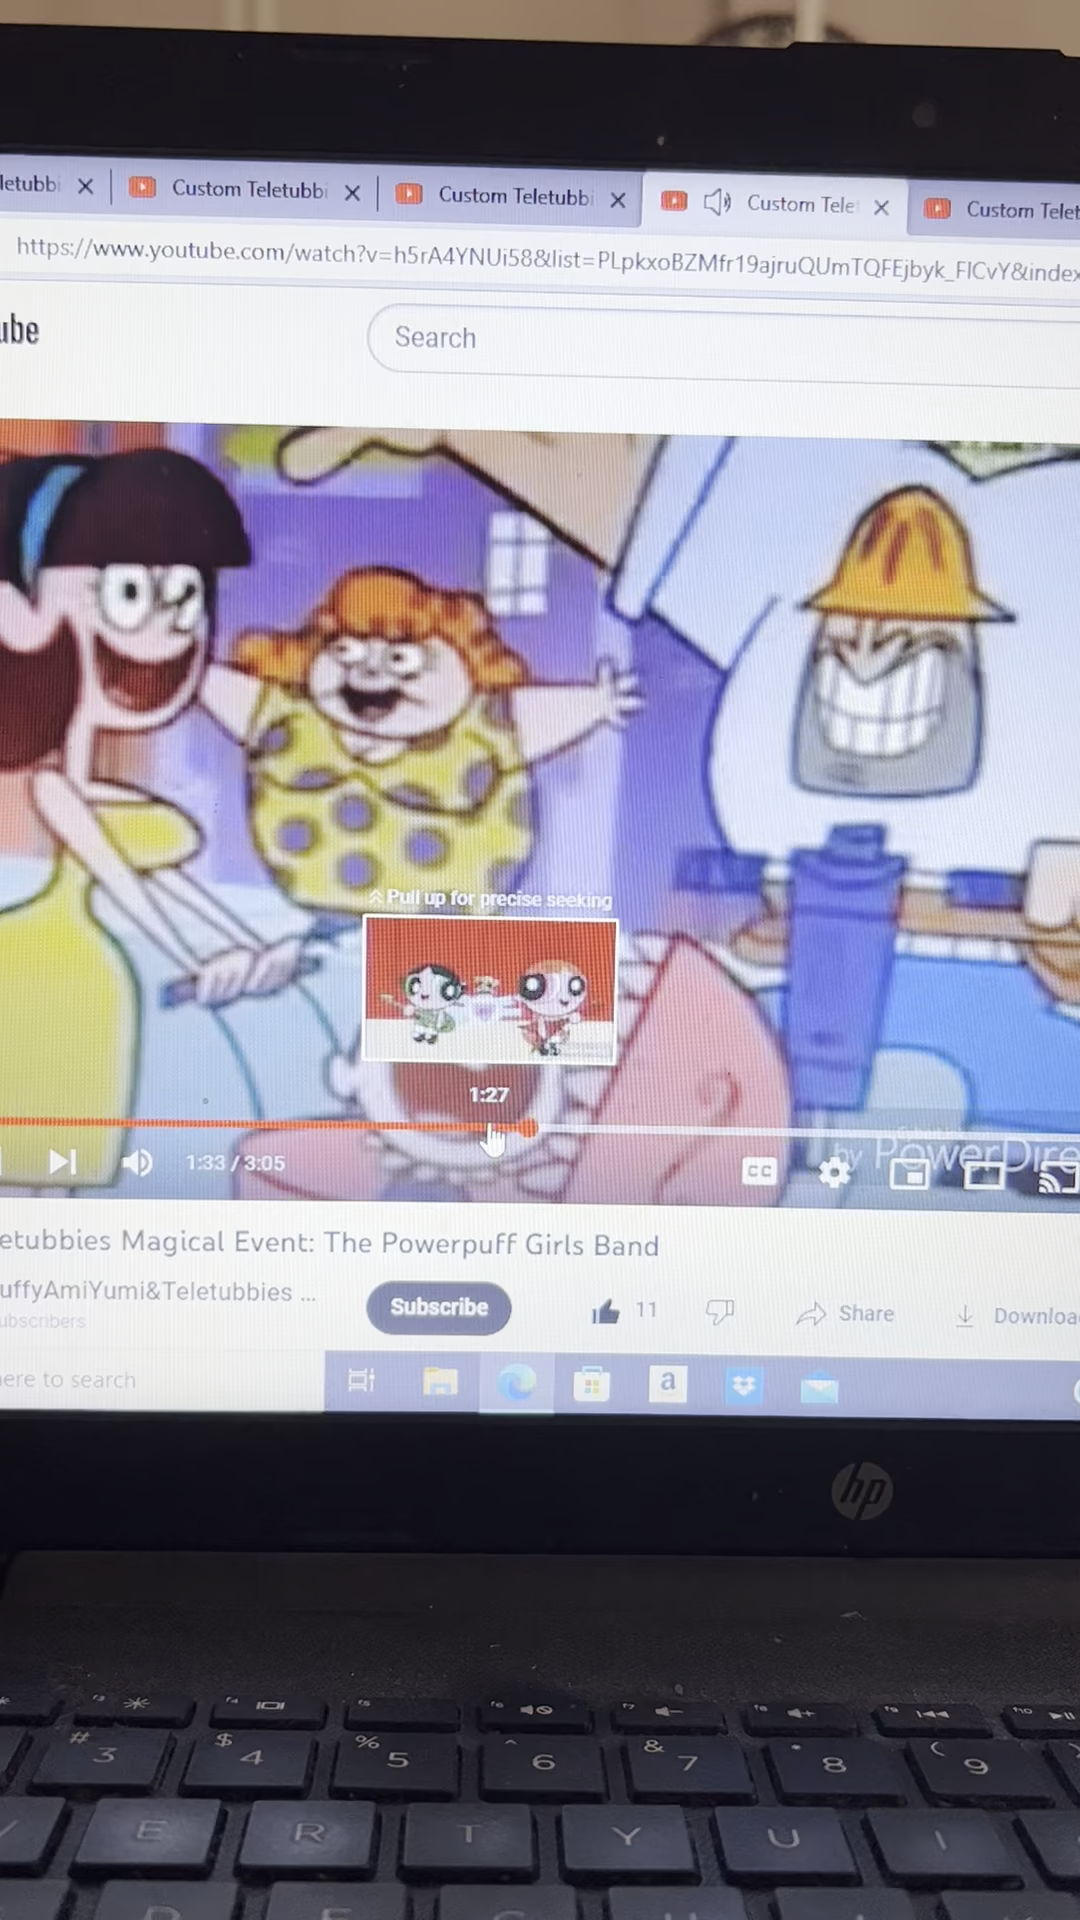 letubbi
Custom Teletubbi
Custom Teletubbi
Custom Tele
Custom Telet
https://www.youtube.com/watch?v=h5rA4YNUi58&list=PLpkxoBZMfr19ajruQUmTQFEjbyk_FlCvY&index
ube
Search
Pull up for precise seeking
1:27
1:33 / 3:05
CC
by PowerDire
etubbies Magical Event: The Powerpuff Girls Band
uffyAmiYumi&Teletubbies ...
ubscribers
Subscribe
11
Share
Downloa
ere to search
a
hp
# 3
$ 4
% 5
^ 6
& 7
* 8
( 9
E R T Y U I